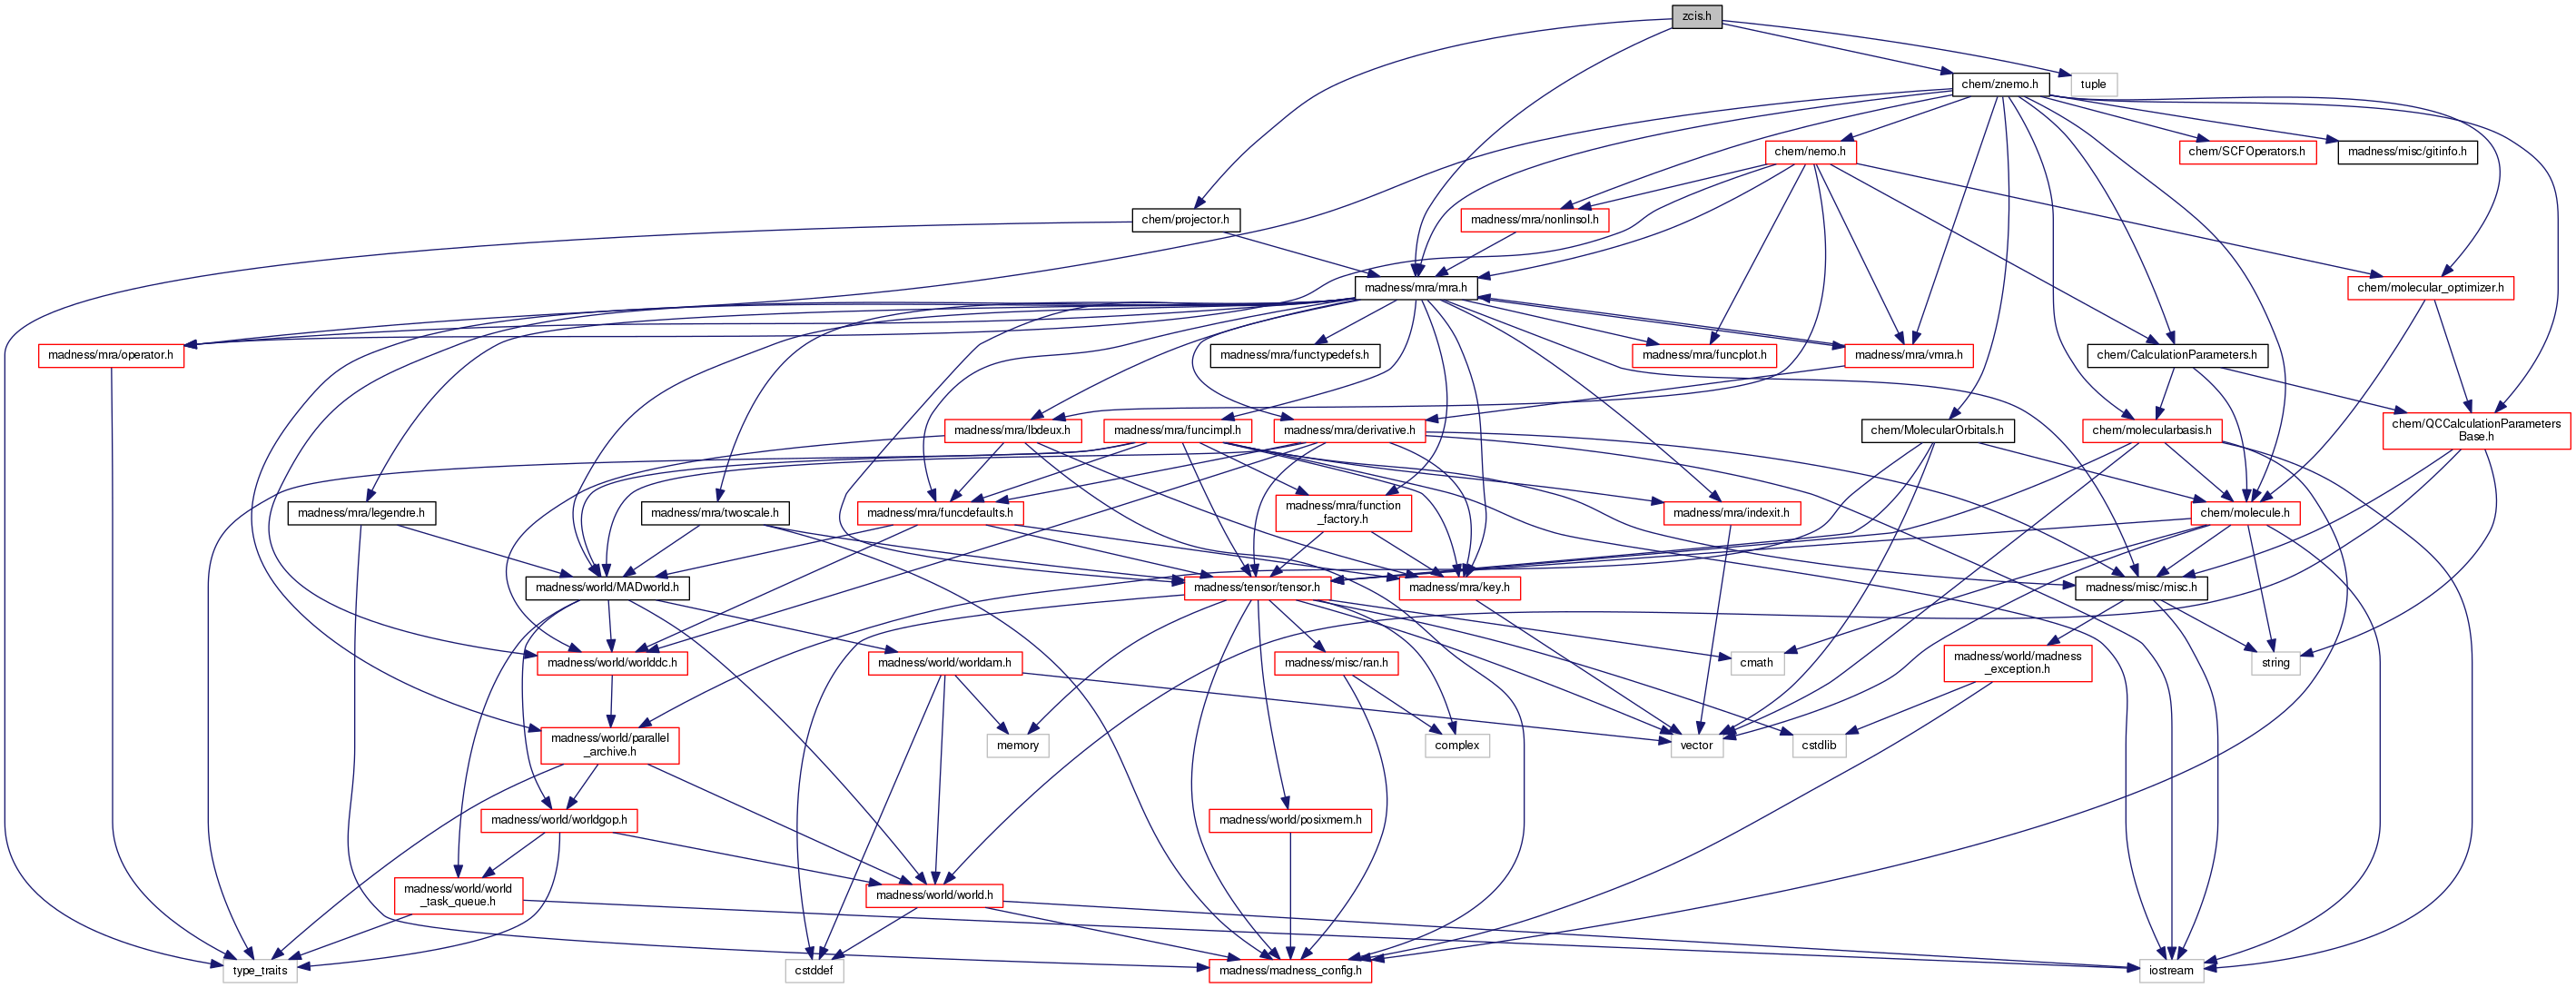 zcis.h
chem/znemo.h
tuple
chem/nemo.h
chem/SCFOperators.h
madness/misc/gitinfo.h
chem/projector.h
madness/mra/nonlinsol.h
madness/mra/mra.h
chem/molecular_optimizer.h
madness/mra/operator.h
madness/mra/functypedefs.h
madness/mra/funcplot.h
madness/mra/vmra.h
chem/CalculationParameters.h
madness/mra/lbdeux.h
madness/mra/funcimpl.h
madness/mra/derivative.h
chem/MolecularOrbitals.h
chem/molecularbasis.h
chem/QCCalculationParameters
Base.h
madness/mra/legendre.h
madness/mra/twoscale.h
madness/mra/funcdefaults.h
madness/mra/function
_factory.h
madness/mra/indexit.h
chem/molecule.h
madness/world/MADworld.h
madness/tensor/tensor.h
madness/mra/key.h
madness/misc/misc.h
madness/world/worlddc.h
madness/world/worldam.h
madness/misc/ran.h
cmath
madness/world/madness
_exception.h
string
madness/world/parallel
_archive.h
memory
complex
vector
cstdlib
madness/world/worldgop.h
madness/world/posixmem.h
madness/world/world
_task_queue.h
madness/world/world.h
type_traits
cstddef
madness/madness_config.h
iostream